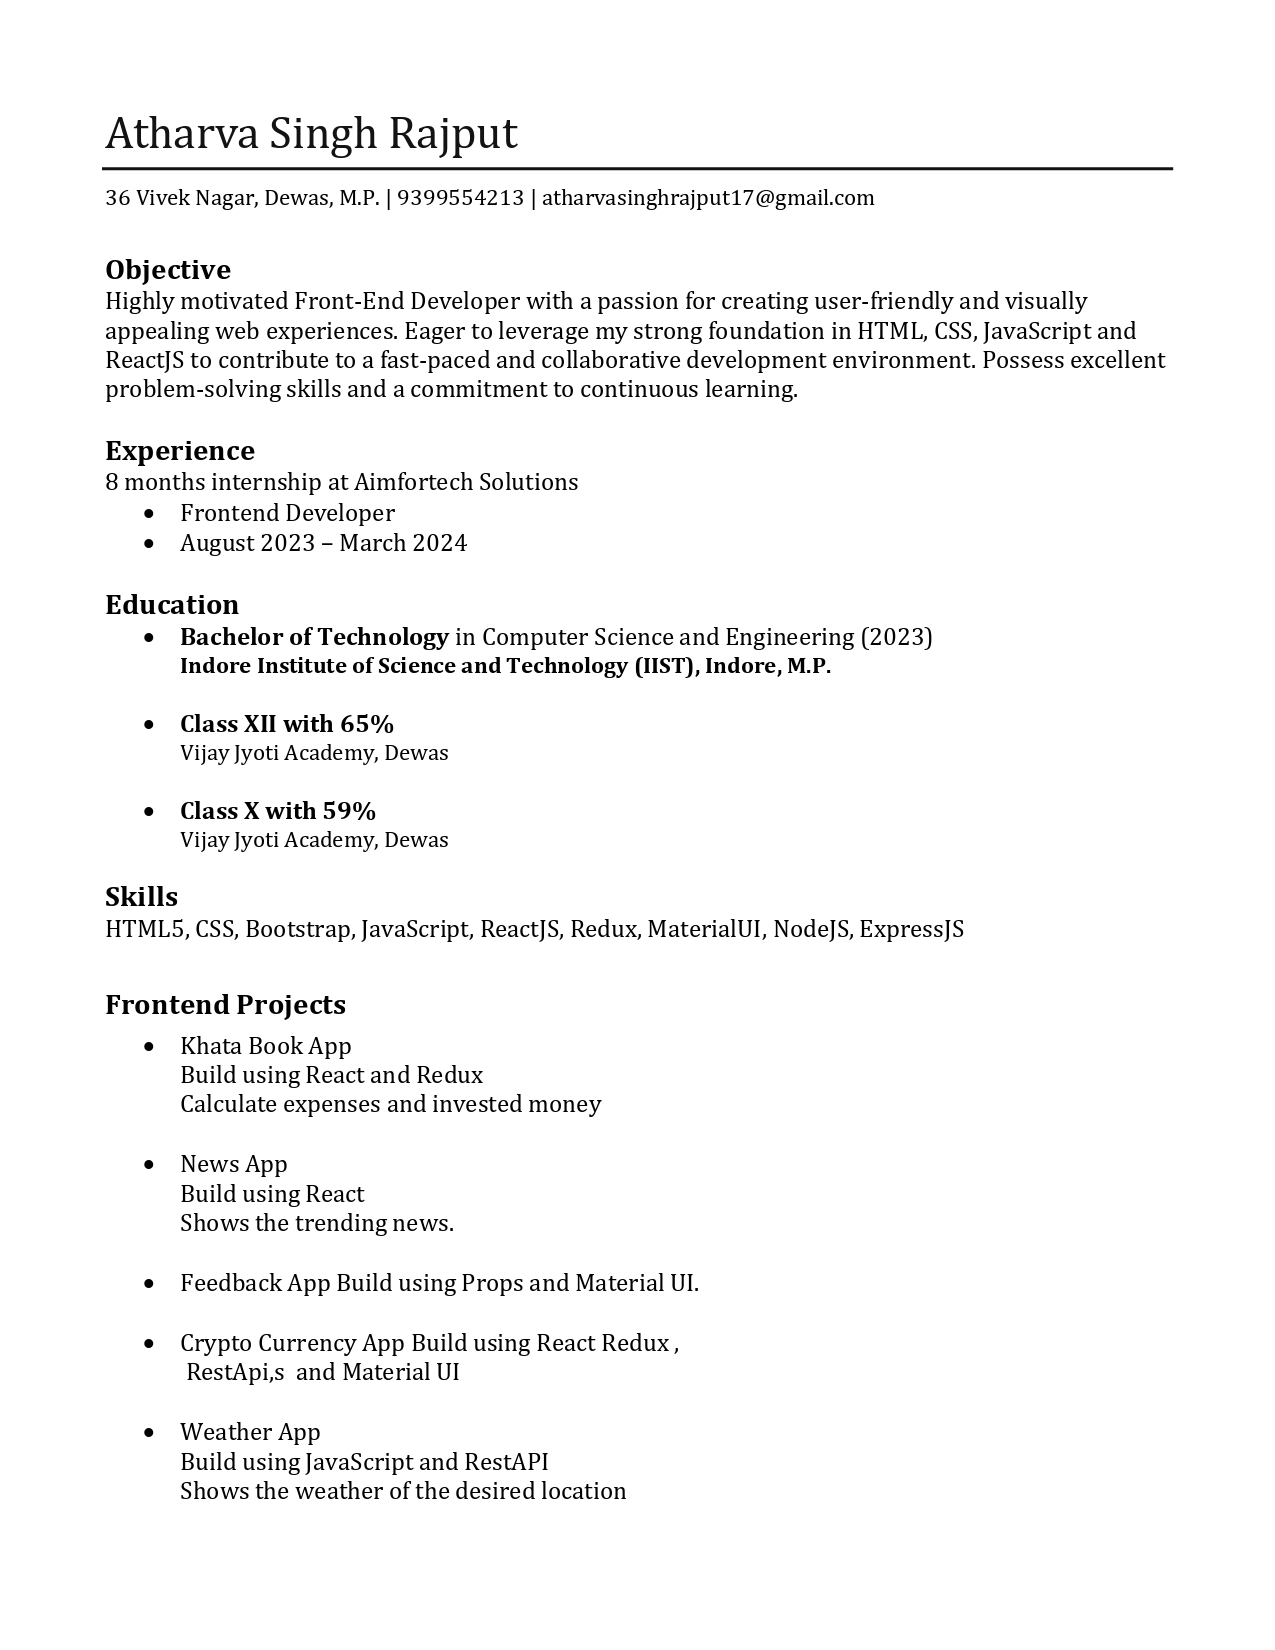 Atharva Singh Rajput
36 Vivek Nagar, Dewas, M.P. | 9399554213 | atharvasinghrajput17@gmail.com
Objective
Highly motivated Front-End Developer with a passion for creating user-friendly and visually
appealing web experiences. Eager to leverage my strong foundation in HTML, CSS, JavaScript and
ReactJS to contribute to a fast-paced and collaborative development environment. Possess excellent
problem-solving skills and a commitment to continuous learning.
Experience
8 months internship at Aimfortech Solutions
• Frontend Developer
• August 2023 – March 2024
Education
• Bachelor of Technology in Computer Science and Engineering (2023)
Indore Institute of Science and Technology (IIST), Indore, M.P.
• Class XII with 65%
Vijay Jyoti Academy, Dewas
• Class X with 59%
Vijay Jyoti Academy, Dewas
Skills
HTML5, CSS, Bootstrap, JavaScript, ReactJS, Redux, MaterialUI, NodeJS, ExpressJS
Frontend Projects
• Khata Book App
Build using React and Redux
Calculate expenses and invested money
• News App
Build using React
Shows the trending news.
• Feedback App Build using Props and Material UI.
• Crypto Currency App Build using React Redux ,
RestApi,s  and Material UI
• Weather App
Build using JavaScript and RestAPI
Shows the weather of the desired location